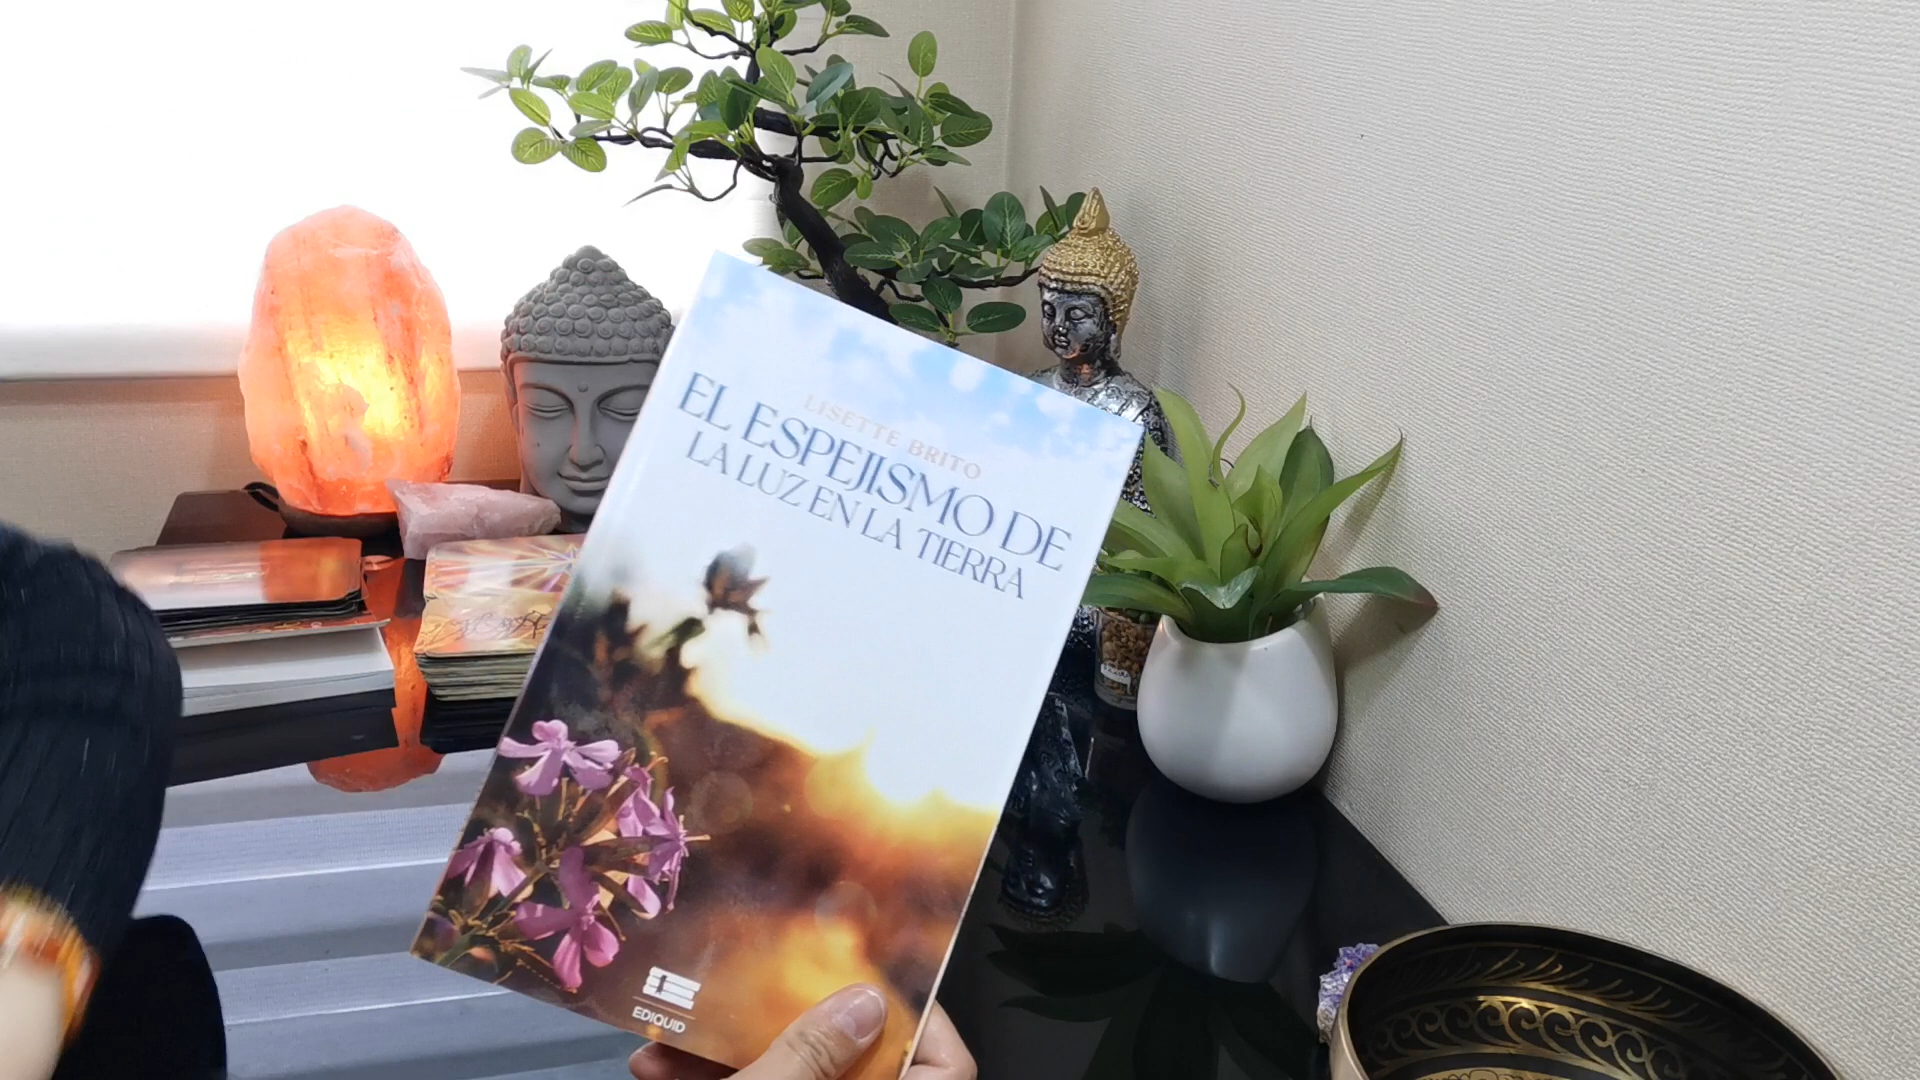 LISETTE BRITO
EL ESPEJISMO DE
LA LUZ EN LA TIERRA
EDIQUID